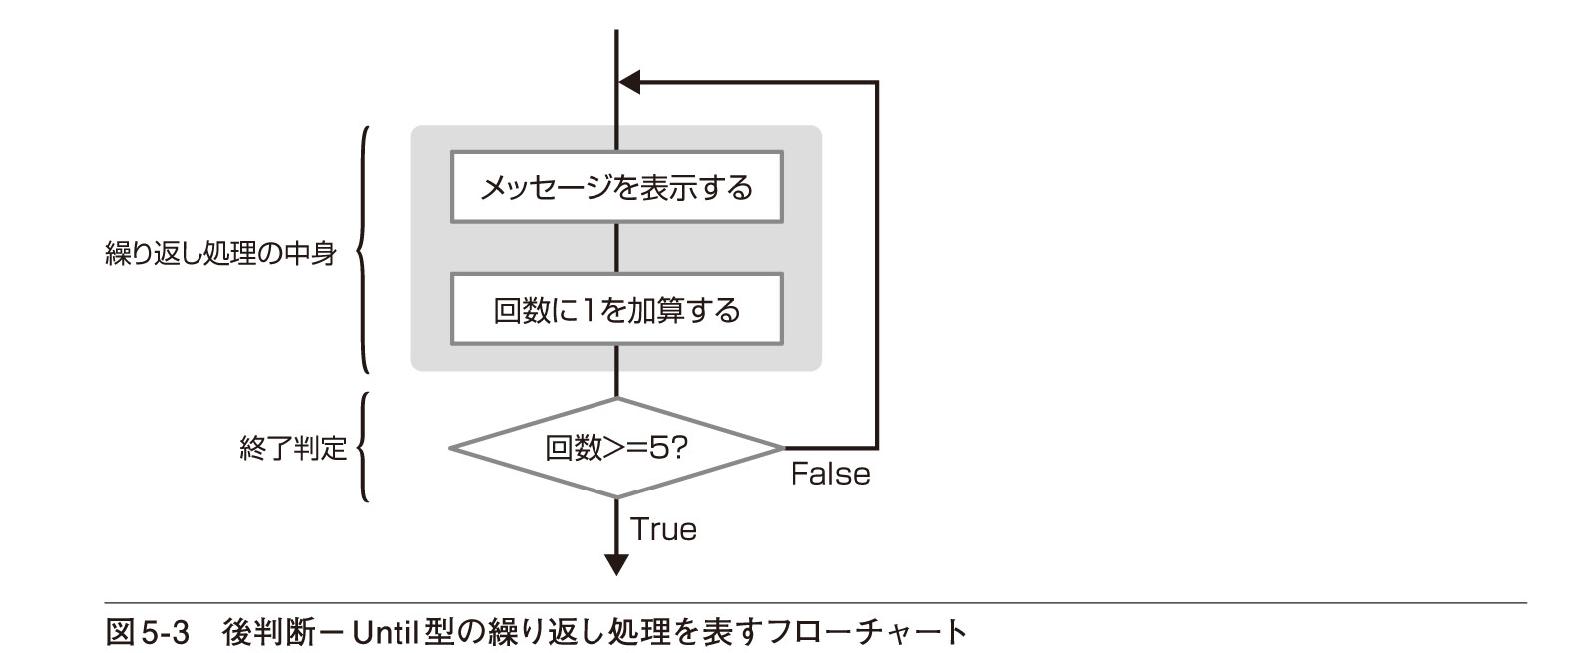 メッセージを表示する
繰り返し処理の中身
回数に1を加算する
終了判定
回数>=5?
False
True
図5-3 後判断－Until型の繰り返し処理を表すフローチャート